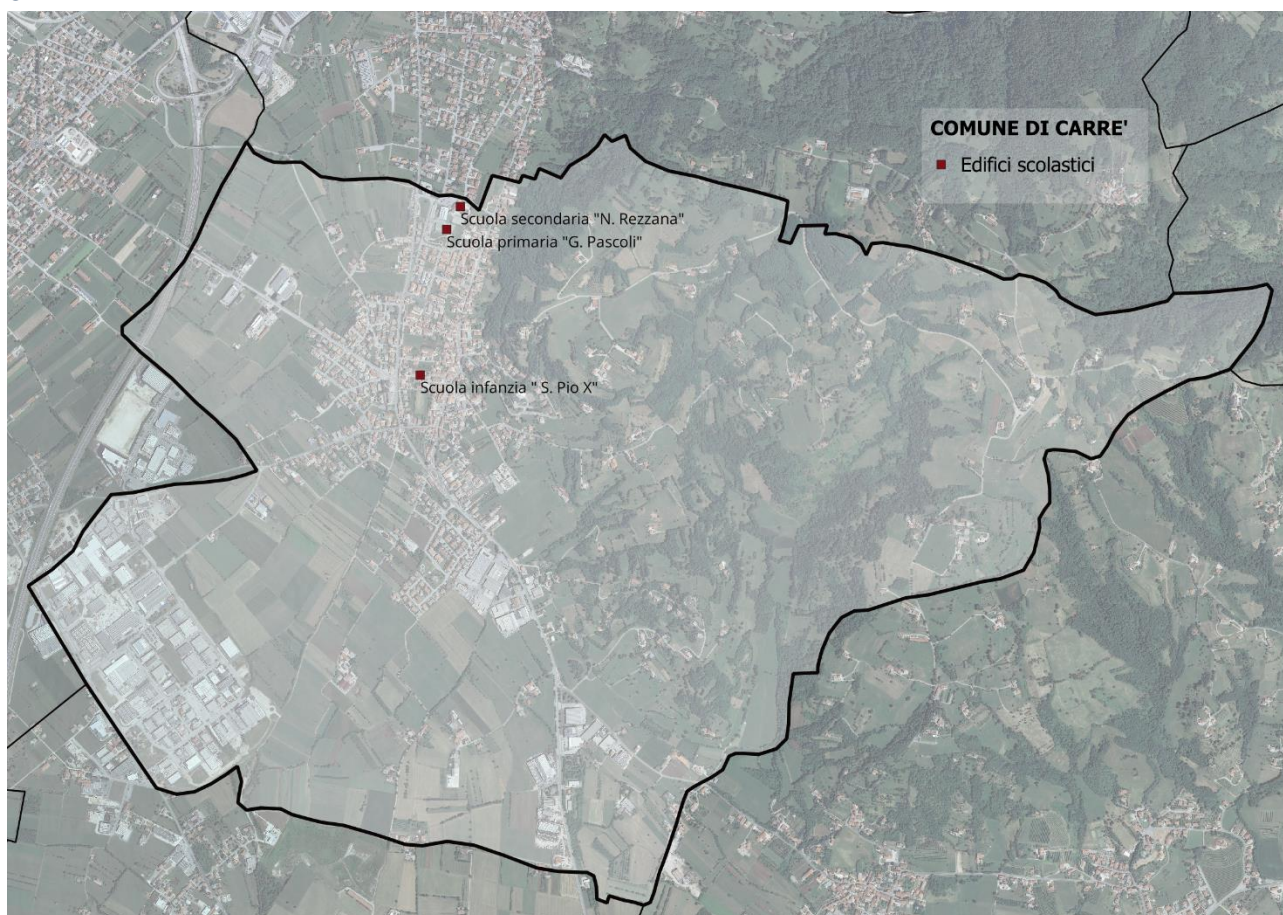 COMUNE DI CARRE'
Edifici scolastici
Scuola secondaria "N. Rezzana"
Scuola primaria "G. Pascoli"
Scuola infanzia " S. Pio X"